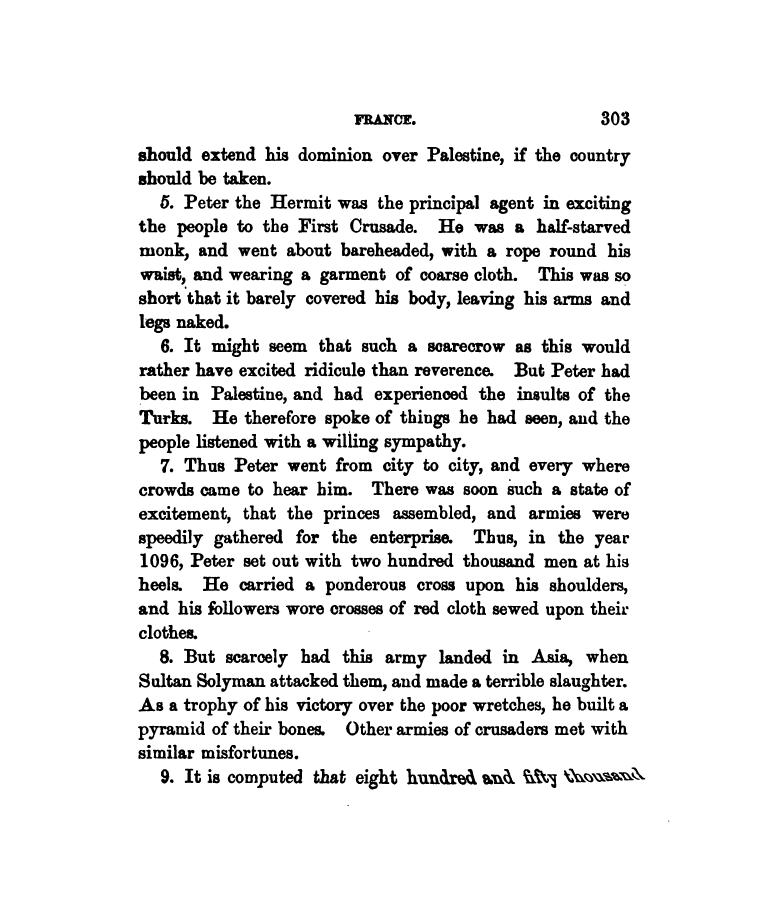 FRANCE. 303
should extend his dominion over Palestine, if the country
should be taken.
5. Peter the Hermit was the principal agent in exciting
the people to the First Crusade. He was a half-starved
monk, and went about bareheaded, with a rope round his
waist, and wearing a garment of coarse cloth. This was so
short that it barely covered his body, leaving his arms and
legs naked.
6. It might seem that such a scarecrow as this would
rather have excited ridicule than reverence. But Peter had
been in Palestine, and had experienced the insults of the
Turks. He therefore spoke of things he had seen, and the
people listened with a willing sympathy.
7. Thus Peter went from city to city, and every where
crowds came to hear him. There was soon such a state of
excitement, that the princes assembled, and armies were
speedily gathered for the enterprise. Thus, in the year
1096, Peter set out with two hundred thousand men at his
heels. He carried a ponderous cross upon his shoulders,
and his followers wore crosses of red cloth sewed upon their
clothes.
8. But scarcely had this army landed in Asia, when
Sultan Solyman attacked them, and made a terrible slaughter.
As a trophy of his victory over the poor wretches, he built a
pyramid of their bones. Other armies of crusaders met with
similar misfortunes.
9. It is computed that eight hundred and fifty thousand